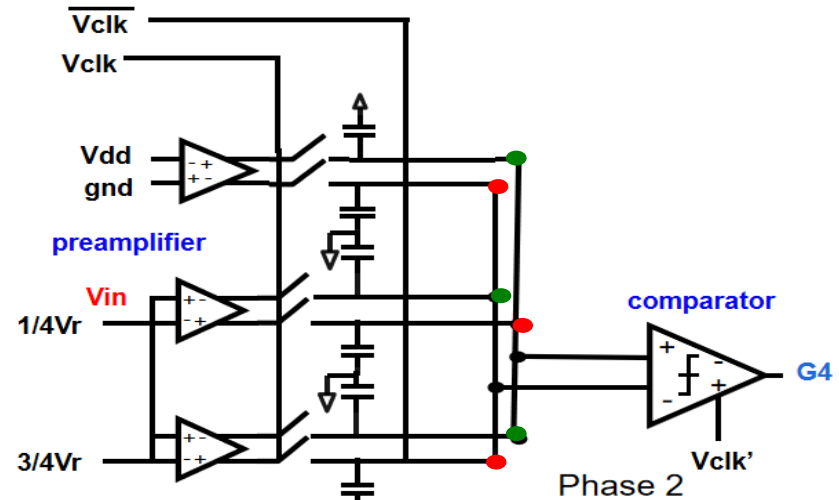 Vclk
Vclk
Vdd
gnd
- +
+ -
preamplifier
Vin
1/4Vr
+ -
- +
comparator
+
-
-
+
G4
3/4Vr
+ -
- +
Vclk’
Phase 2